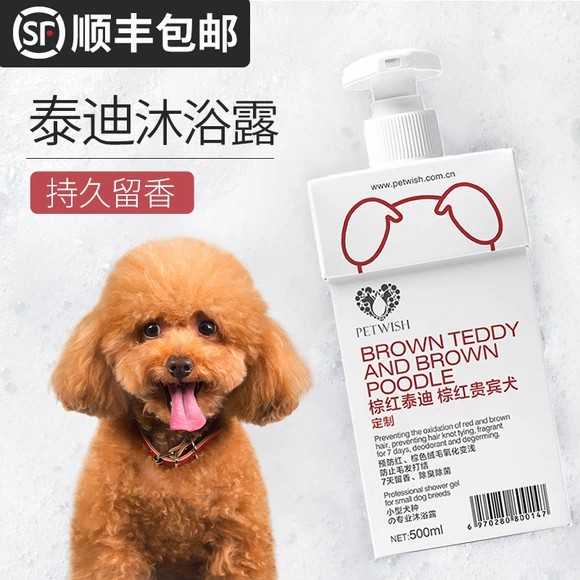 SF 顺丰包邮
泰迪沐浴露
持久留香
www.petwish.com.cn
PETWISH
BROWN TEDDY
AND BROWN
POODLE
棕红泰迪 棕红贵宾犬
定制
Preventing the oxidation of red and brown
hair, preventing hair knot tying, fragrant
for 7 days, deodorant and degerming.
预防红、棕色绒毛氧化变浅
防止毛发打结
7天留香、除臭除菌
Professional shower gel
for small dog breeds
小型犬种
の专业沐浴露
NET:500ml
6 970280 800147